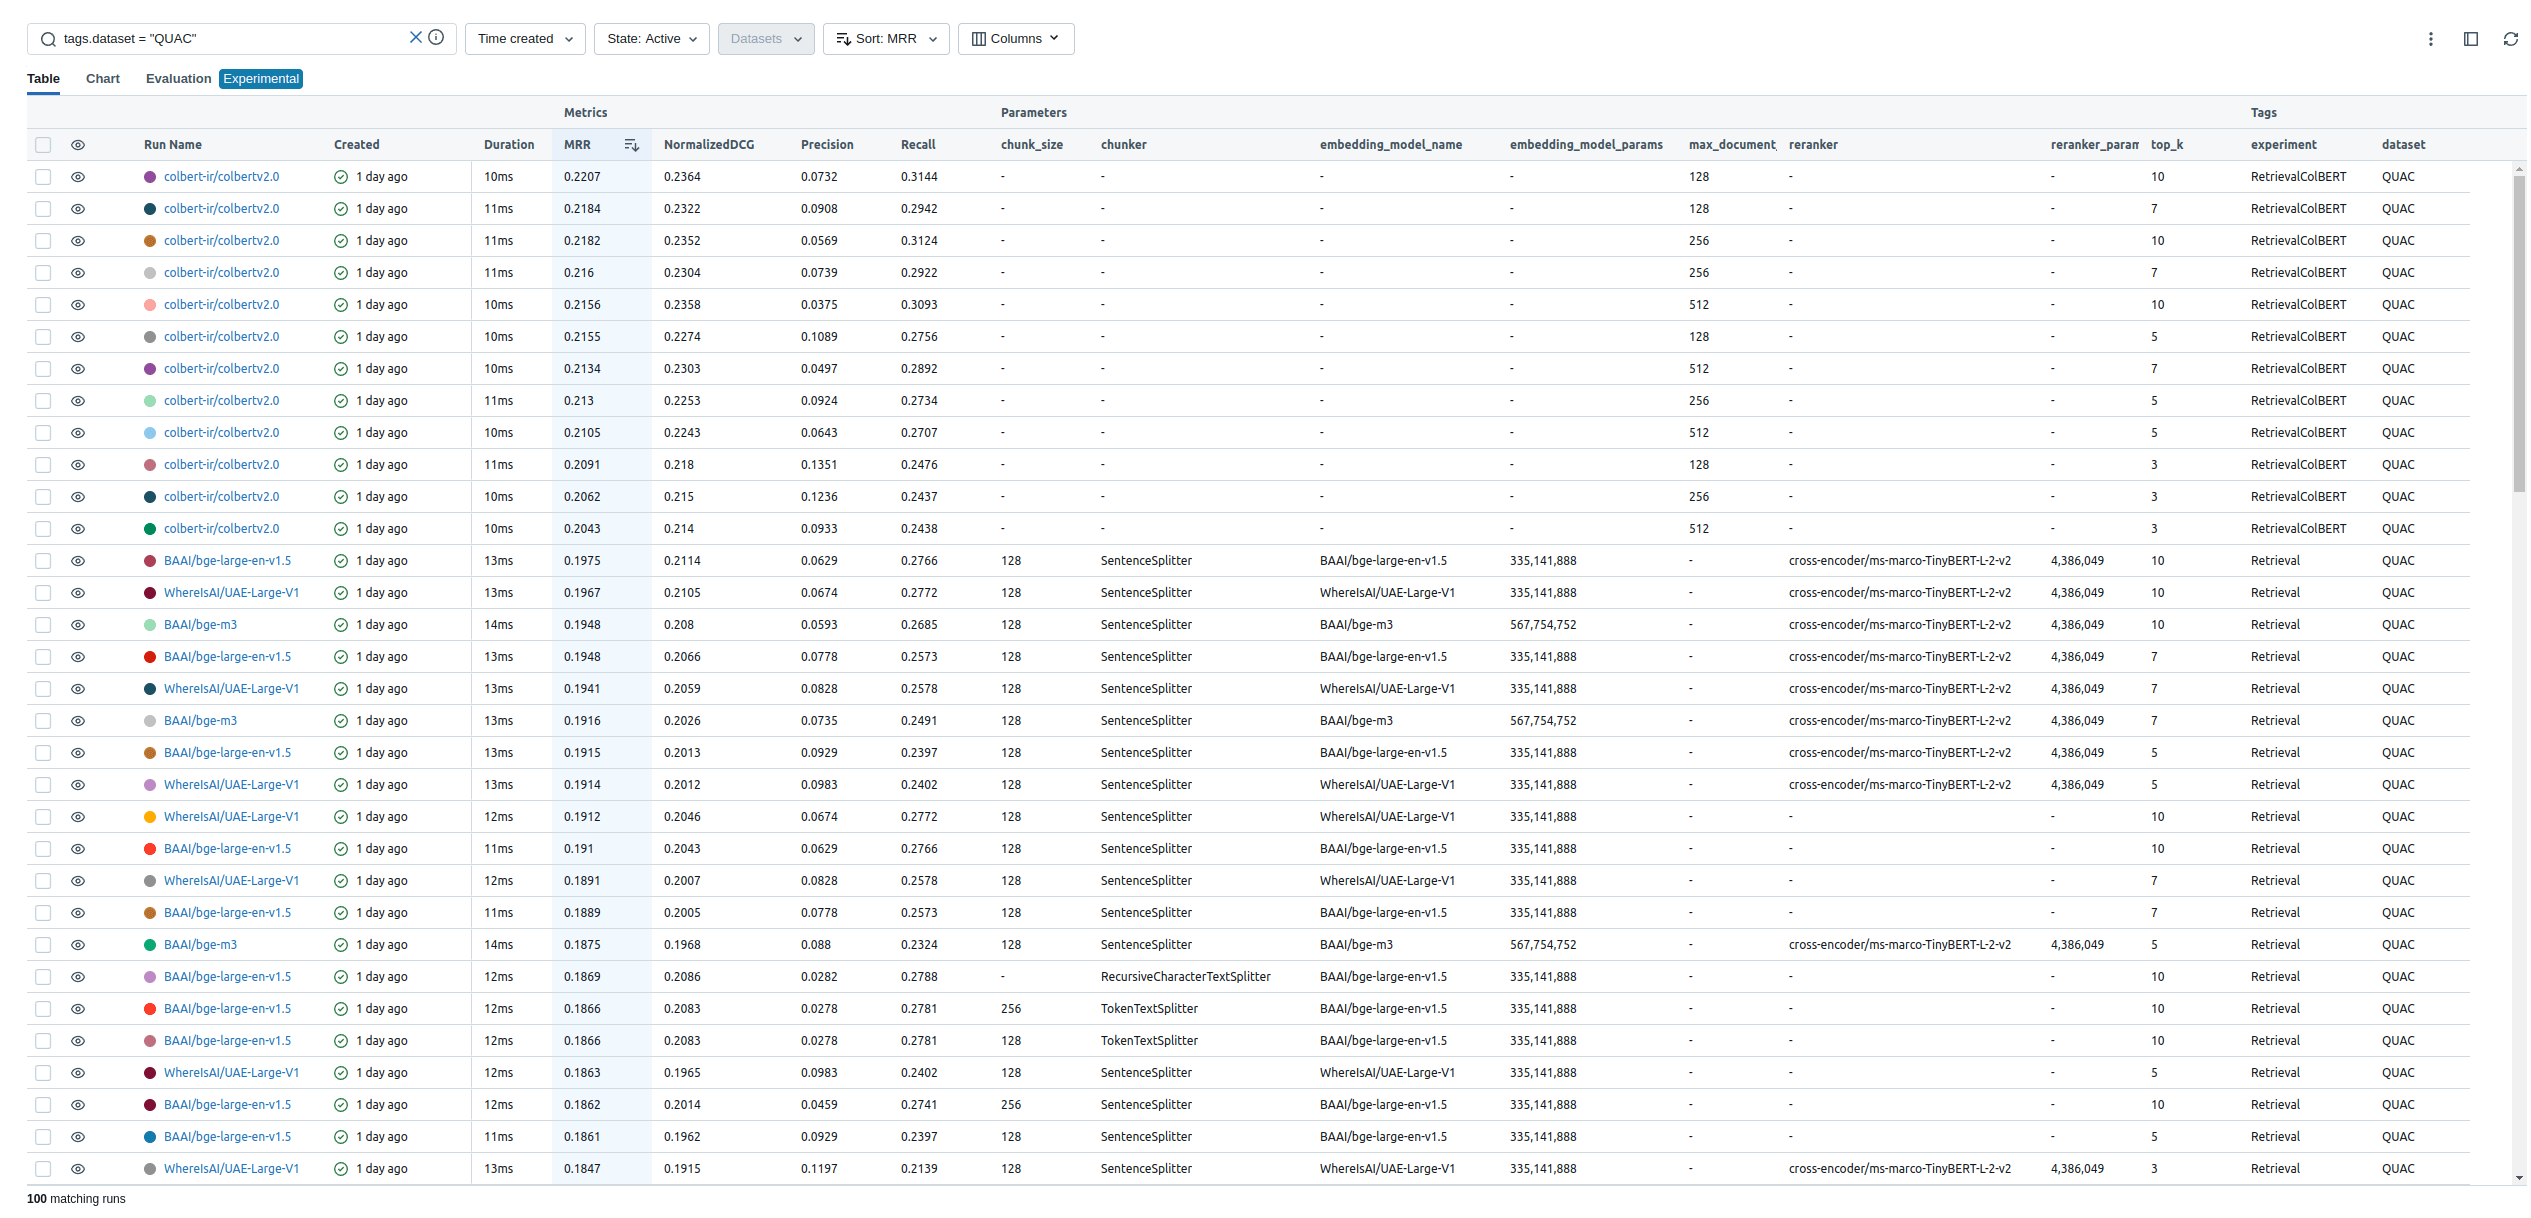 tags.dataset = "QUAC" Time created State: Active Datasets Sort: MRR Columns
Table Chart Evaluation Experimental
Metrics Parameters Tags
Run Name Created Duration MRR NormalizedDCG Precision Recall chunk_size chunker embedding_model_name embedding_model_params max_document_ reranker reranker_param top_k experiment dataset
colbert-ir/colbertv2.0 1 day ago 10ms 0.2207 0.2364 0.0732 0.3144 - - - - 128 - - 10 RetrievalColBERT QUAC
colbert-ir/colbertv2.0 1 day ago 11ms 0.2184 0.2322 0.0908 0.2942 - - - - 128 - - 7 RetrievalColBERT QUAC
colbert-ir/colbertv2.0 1 day ago 11ms 0.2182 0.2352 0.0569 0.3124 - - - - 256 - - 10 RetrievalColBERT QUAC
colbert-ir/colbertv2.0 1 day ago 11ms 0.216 0.2304 0.0739 0.2922 - - - - 256 - - 7 RetrievalColBERT QUAC
colbert-ir/colbertv2.0 1 day ago 10ms 0.2156 0.2358 0.0375 0.3093 - - - - 512 - - 10 RetrievalColBERT QUAC
colbert-ir/colbertv2.0 1 day ago 10ms 0.2155 0.2274 0.1089 0.2756 - - - - 128 - - 5 RetrievalColBERT QUAC
colbert-ir/colbertv2.0 1 day ago 10ms 0.2134 0.2303 0.0497 0.2892 - - - - 512 - - 7 RetrievalColBERT QUAC
colbert-ir/colbertv2.0 1 day ago 11ms 0.213 0.2253 0.0924 0.2734 - - - - 256 - - 5 RetrievalColBERT QUAC
colbert-ir/colbertv2.0 1 day ago 10ms 0.2105 0.2243 0.0643 0.2707 - - - - 512 - - 5 RetrievalColBERT QUAC
colbert-ir/colbertv2.0 1 day ago 11ms 0.2091 0.218 0.1351 0.2476 - - - - 128 - - 3 RetrievalColBERT QUAC
colbert-ir/colbertv2.0 1 day ago 10ms 0.2062 0.215 0.1236 0.2437 - - - - 256 - - 3 RetrievalColBERT QUAC
colbert-ir/colbertv2.0 1 day ago 10ms 0.2043 0.214 0.0933 0.2438 - - - - 512 - - 3 RetrievalColBERT QUAC
BAAI/bge-large-en-v1.5 1 day ago 13ms 0.1975 0.2114 0.0629 0.2766 128 SentenceSplitter BAAI/bge-large-en-v1.5 335,141,888 - cross-encoder/ms-marco-TinyBERT-L-2-v2 4,386,049 10 Retrieval QUAC
WhereIsAI/UAE-Large-V1 1 day ago 13ms 0.1967 0.2105 0.0674 0.2772 128 SentenceSplitter WhereIsAI/UAE-Large-V1 335,141,888 - cross-encoder/ms-marco-TinyBERT-L-2-v2 4,386,049 10 Retrieval QUAC
BAAI/bge-m3 1 day ago 14ms 0.1948 0.208 0.0593 0.2685 128 SentenceSplitter BAAI/bge-m3 567,754,752 - cross-encoder/ms-marco-TinyBERT-L-2-v2 4,386,049 10 Retrieval QUAC
BAAI/bge-large-en-v1.5 1 day ago 13ms 0.1948 0.2066 0.0778 0.2573 128 SentenceSplitter BAAI/bge-large-en-v1.5 335,141,888 - cross-encoder/ms-marco-TinyBERT-L-2-v2 4,386,049 7 Retrieval QUAC
WhereIsAI/UAE-Large-V1 1 day ago 13ms 0.1941 0.2059 0.0828 0.2578 128 SentenceSplitter WhereIsAI/UAE-Large-V1 335,141,888 - cross-encoder/ms-marco-TinyBERT-L-2-v2 4,386,049 7 Retrieval QUAC
BAAI/bge-m3 1 day ago 13ms 0.1916 0.2026 0.0735 0.2491 128 SentenceSplitter BAAI/bge-m3 567,754,752 - cross-encoder/ms-marco-TinyBERT-L-2-v2 4,386,049 7 Retrieval QUAC
BAAI/bge-large-en-v1.5 1 day ago 13ms 0.1915 0.2013 0.0929 0.2397 128 SentenceSplitter BAAI/bge-large-en-v1.5 335,141,888 - cross-encoder/ms-marco-TinyBERT-L-2-v2 4,386,049 5 Retrieval QUAC
WhereIsAI/UAE-Large-V1 1 day ago 13ms 0.1914 0.2012 0.0983 0.2402 128 SentenceSplitter WhereIsAI/UAE-Large-V1 335,141,888 - cross-encoder/ms-marco-TinyBERT-L-2-v2 4,386,049 5 Retrieval QUAC
WhereIsAI/UAE-Large-V1 1 day ago 12ms 0.1912 0.2046 0.0674 0.2772 128 SentenceSplitter WhereIsAI/UAE-Large-V1 335,141,888 - - - 10 Retrieval QUAC
BAAI/bge-large-en-v1.5 1 day ago 11ms 0.191 0.2043 0.0629 0.2766 128 SentenceSplitter BAAI/bge-large-en-v1.5 335,141,888 - - - 10 Retrieval QUAC
WhereIsAI/UAE-Large-V1 1 day ago 12ms 0.1891 0.2007 0.0828 0.2578 128 SentenceSplitter WhereIsAI/UAE-Large-V1 335,141,888 - - - 7 Retrieval QUAC
BAAI/bge-large-en-v1.5 1 day ago 11ms 0.1889 0.2005 0.0778 0.2573 128 SentenceSplitter BAAI/bge-large-en-v1.5 335,141,888 - - - 7 Retrieval QUAC
BAAI/bge-m3 1 day ago 14ms 0.1875 0.1968 0.088 0.2324 128 SentenceSplitter BAAI/bge-m3 567,754,752 - cross-encoder/ms-marco-TinyBERT-L-2-v2 4,386,049 5 Retrieval QUAC
BAAI/bge-large-en-v1.5 1 day ago 12ms 0.1869 0.2086 0.0282 0.2788 - RecursiveCharacterTextSplitter BAAI/bge-large-en-v1.5 335,141,888 - - - 10 Retrieval QUAC
BAAI/bge-large-en-v1.5 1 day ago 12ms 0.1866 0.2083 0.0278 0.2781 256 TokenTextSplitter BAAI/bge-large-en-v1.5 335,141,888 - - - 10 Retrieval QUAC
BAAI/bge-large-en-v1.5 1 day ago 12ms 0.1866 0.2083 0.0278 0.2781 128 TokenTextSplitter BAAI/bge-large-en-v1.5 335,141,888 - - - 10 Retrieval QUAC
WhereIsAI/UAE-Large-V1 1 day ago 12ms 0.1863 0.1965 0.0983 0.2402 128 SentenceSplitter WhereIsAI/UAE-Large-V1 335,141,888 - - - 5 Retrieval QUAC
BAAI/bge-large-en-v1.5 1 day ago 12ms 0.1862 0.2014 0.0459 0.2741 256 SentenceSplitter BAAI/bge-large-en-v1.5 335,141,888 - - - 10 Retrieval QUAC
BAAI/bge-large-en-v1.5 1 day ago 11ms 0.1861 0.1962 0.0929 0.2397 128 SentenceSplitter BAAI/bge-large-en-v1.5 335,141,888 - - - 5 Retrieval QUAC
WhereIsAI/UAE-Large-V1 1 day ago 13ms 0.1847 0.1915 0.1197 0.2139 128 SentenceSplitter WhereIsAI/UAE-Large-V1 335,141,888 - cross-encoder/ms-marco-TinyBERT-L-2-v2 4,386,049 3 Retrieval QUAC
100 matching runs